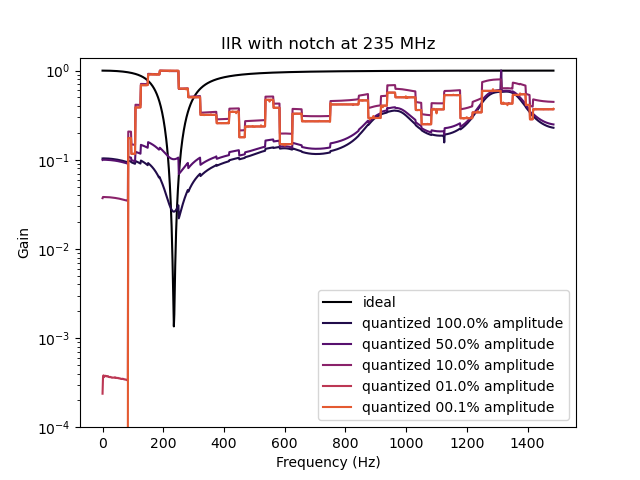 IIR with notch at 235 MHz
Gain
10⁰
10⁻¹
10⁻²
10⁻³
10⁻⁴
ideal
quantized 100.0% amplitude
quantized 50.0% amplitude
quantized 10.0% amplitude
quantized 01.0% amplitude
quantized 00.1% amplitude
0 200 400 600 800 1000 1200 1400
Frequency (Hz)